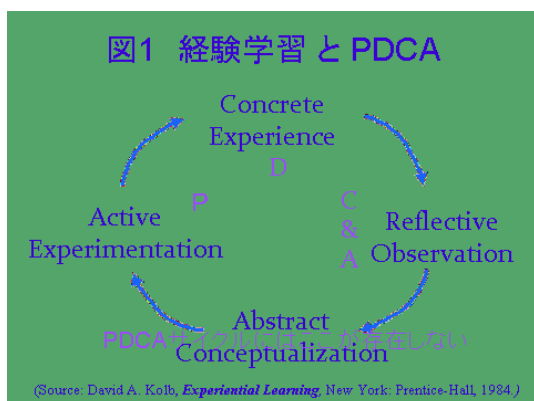 図1 経験学習 と PDCA
Concrete
Experience
D
P
C
&
A
Active
Experimentation
Reflective
Observation
Abstract
Conceptualization
PDCAサイクルにはここが存在しない
(Source: David A. Kolb, Experiential Learning, New York: Prentice-Hall, 1984.)